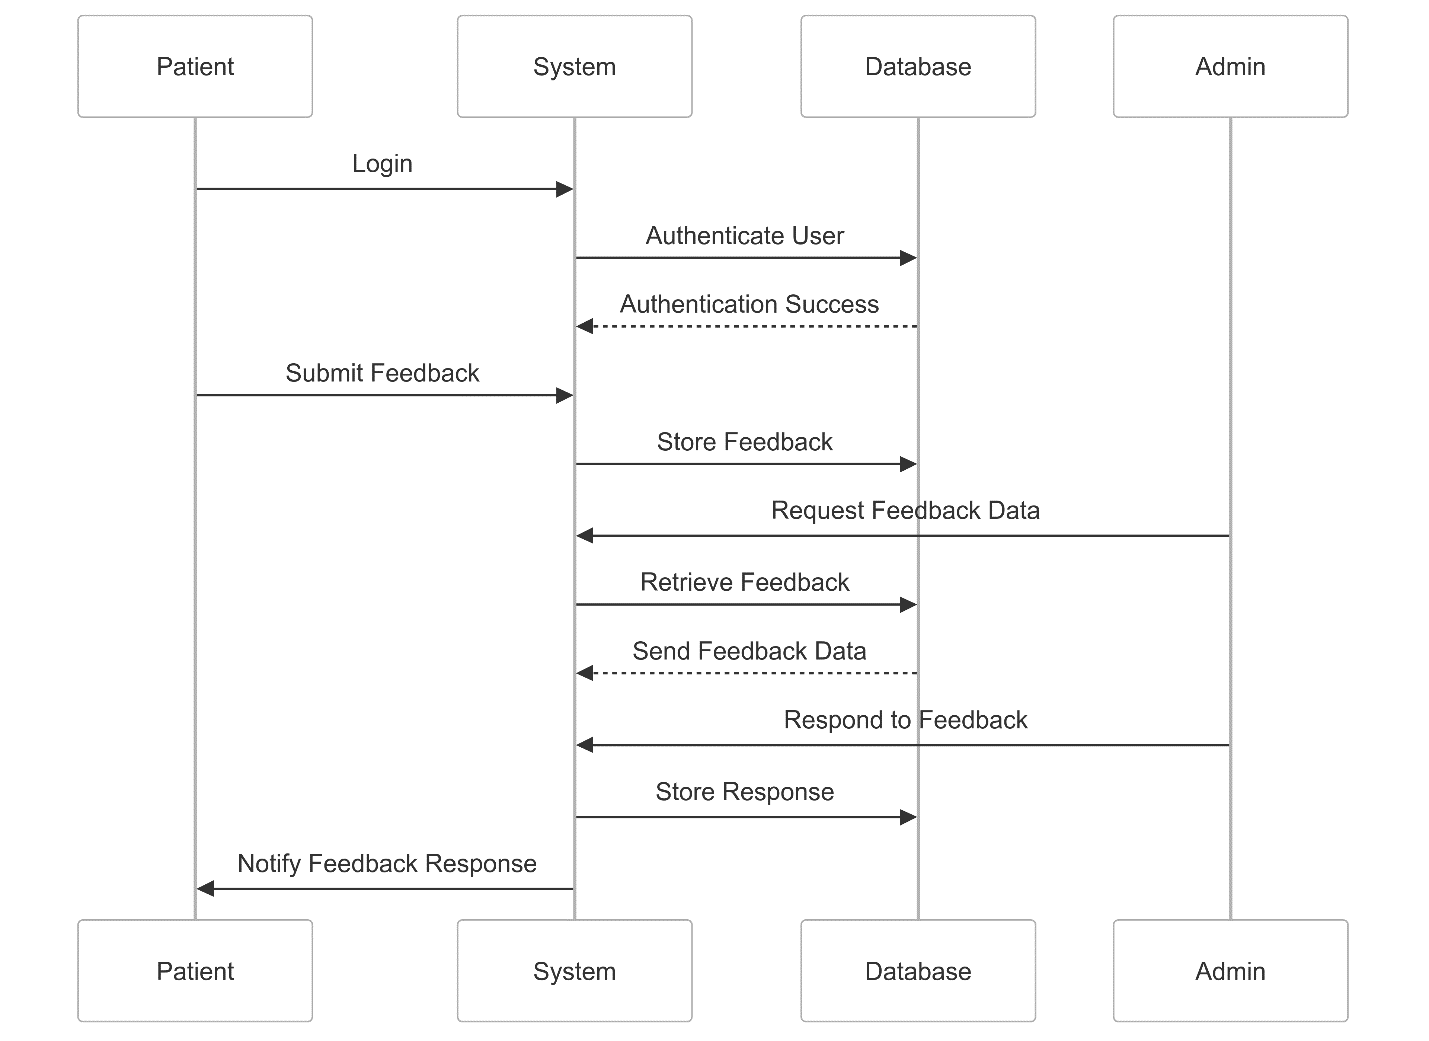 Patient
System
Database
Admin
Login
Authenticate User
Authentication Success
Submit Feedback
Store Feedback
Request Feedback Data
Retrieve Feedback
Send Feedback Data
Respond to Feedback
Store Response
Notify Feedback Response
Patient
System
Database
Admin